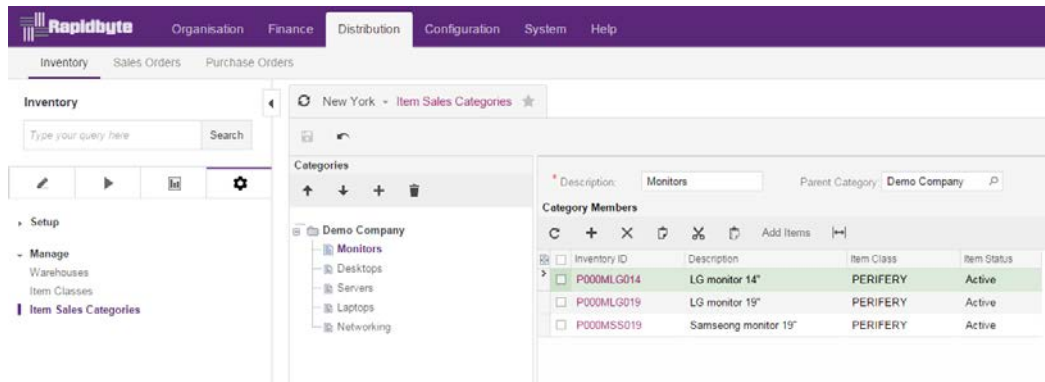 Rapidbyte Organisation Finance Distribution Configuration System Help
Inventory Sales Orders Purchase Orders
Inventory
Type your query here Search
Setup
Manage
Warehouses
Item Classes
Item Sales Categories
New York - Item Sales Categories
Categories
Demo Company
Monitors
Desktops
Servers
Laptops
Networking
* Description: Monitors Parent Category: Demo Company
Category Members
Add Items
Inventory ID Description Item Class Item Status
P000MLG014 LG monitor 14" PERIFERY Active
P000MLG019 LG monitor 19" PERIFERY Active
P000MSS019 Samseong monitor 19" PERIFERY Active